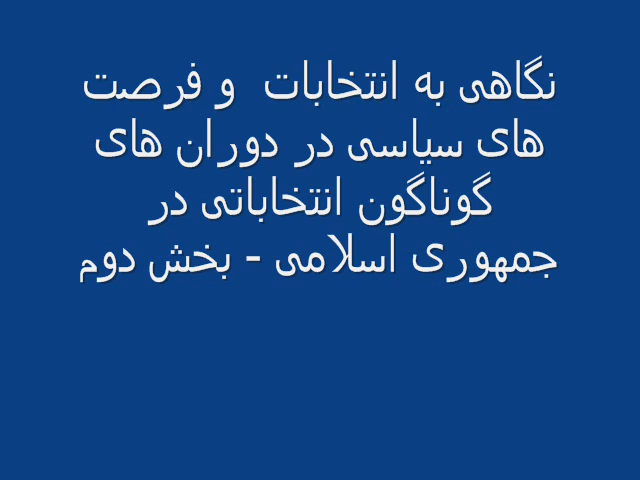 نگاهی به انتخابات و فرصت
های سیاسی در دوران های
گوناگون انتخاباتی در
جمهوری اسلامی - بخش دوم